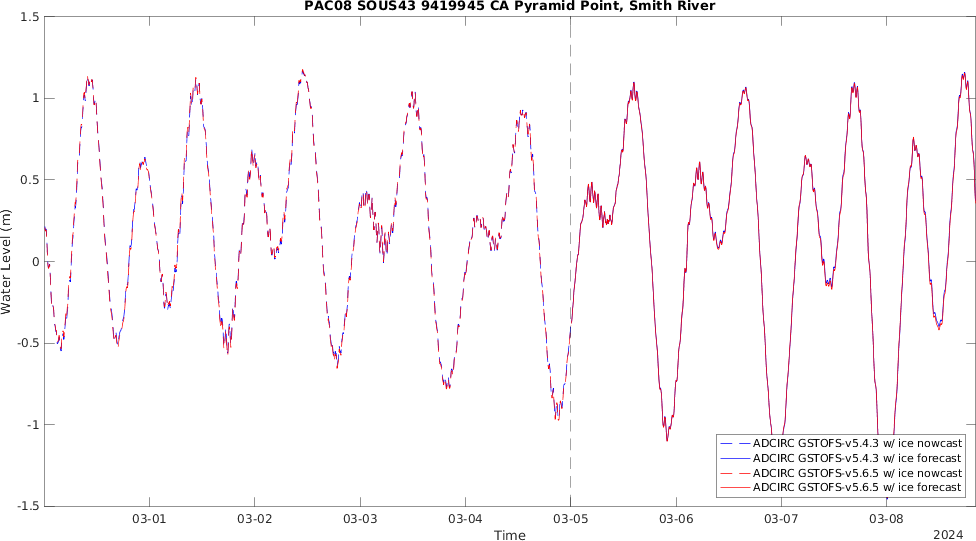 PAC08 SOUS43 9419945 CA Pyramid Point, Smith River
Water Level (m)
1.5
1
0.5
0
-0.5
-1
-1.5
03-01
03-02
03-03
03-04
03-05
03-06
03-07
03-08
Time
2024
ADCIRC GSTOFS-v5.4.3 w/ ice nowcast
ADCIRC GSTOFS-v5.4.3 w/ ice forecast
ADCIRC GSTOFS-v5.6.5 w/ ice nowcast
ADCIRC GSTOFS-v5.6.5 w/ ice forecast